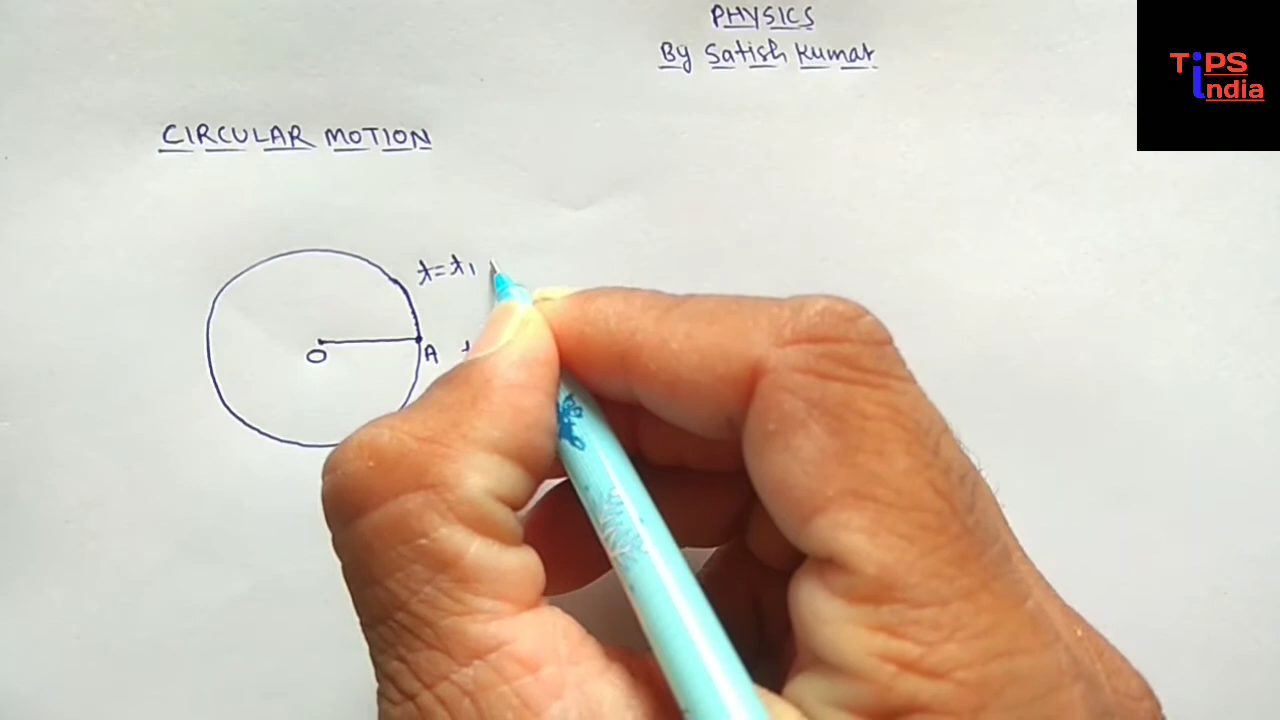 PHYSICS
By Satish Kumar
TiPS
india
CIRCULAR MOTION
t=t1
O
A